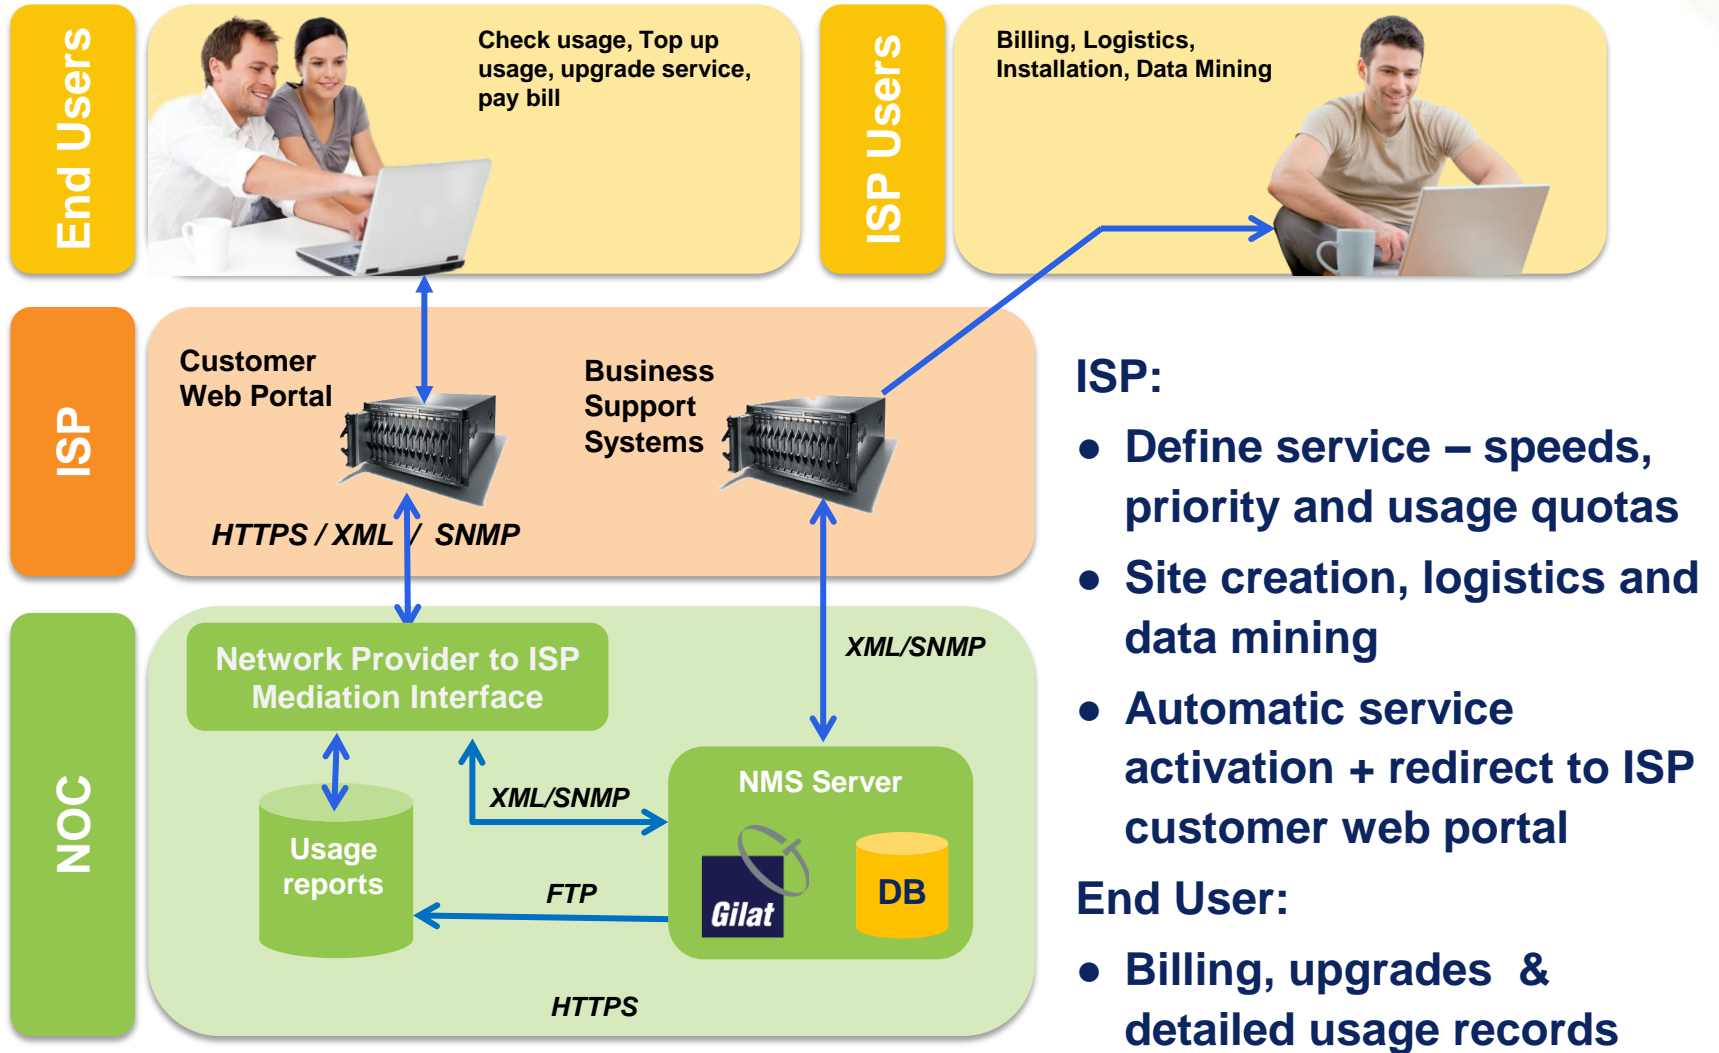 End Users
Check usage, Top up
usage, upgrade service,
pay bill
ISP Users
Billing, Logistics,
Installation, Data Mining
ISP
Customer
Web Portal
Business
Support
Systems
HTTPS / XML / SNMP
NOC
Network Provider to ISP
Mediation Interface
XML/SNMP
XML/SNMP
NMS Server
Usage
reports
FTP
Gilat
DB
HTTPS
ISP:
● Define service – speeds,
priority and usage quotas
● Site creation, logistics and
data mining
● Automatic service
activation + redirect to ISP
customer web portal
End User:
● Billing, upgrades &
detailed usage records